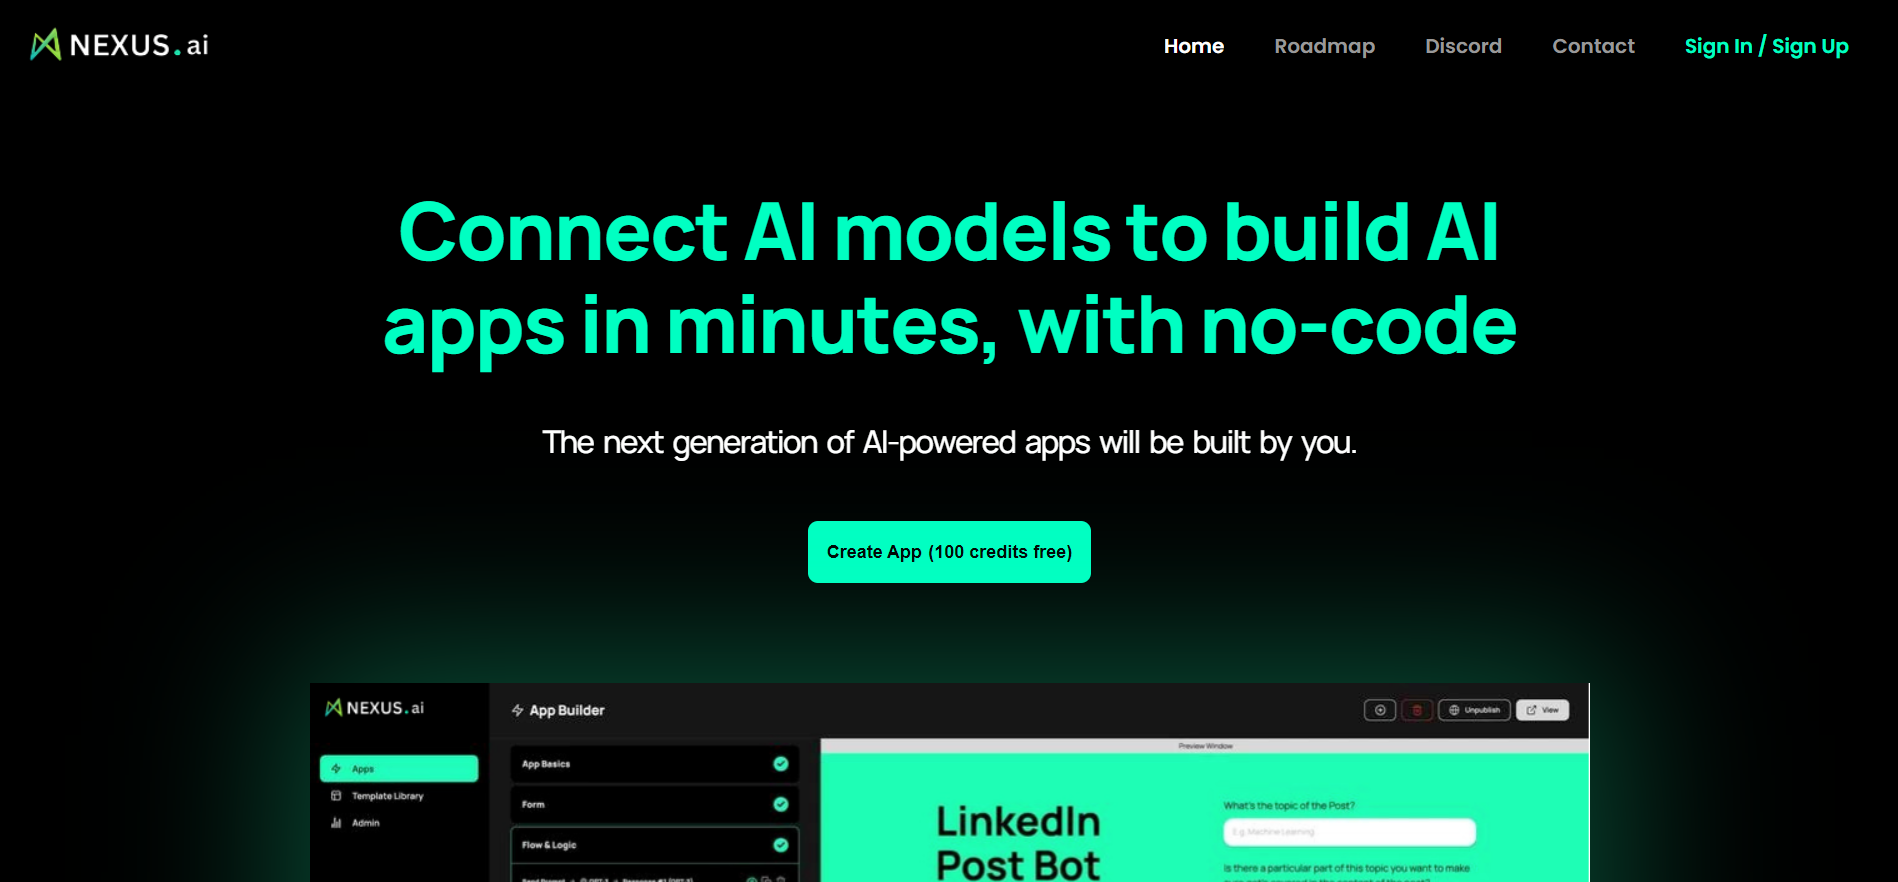 NEXUS.ai
Home
Roadmap
Discord
Contact
Sign In / Sign Up
Connect AI models to build AI
apps in minutes, with no-code
The next generation of AI-powered apps will be built by you.
Create App (100 credits free)
NEXUS.ai
App Builder
Unpublish
View
Apps
Template Library
Admin
App Basics
Form
Flow & Logic
Preview Window
LinkedIn
Post Bot
What's the topic of the Post?
E.g. Machine Learning
Is there a particular part of this topic you want to make